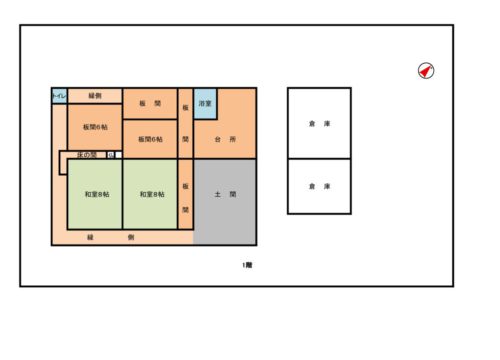 トイレ
縁側
板 間
板
間
浴室
板間6帖
板間6帖
台 所
床の間
和室8帖
和室8帖
板
間
土 間
縁 側
倉 庫
倉 庫
1階